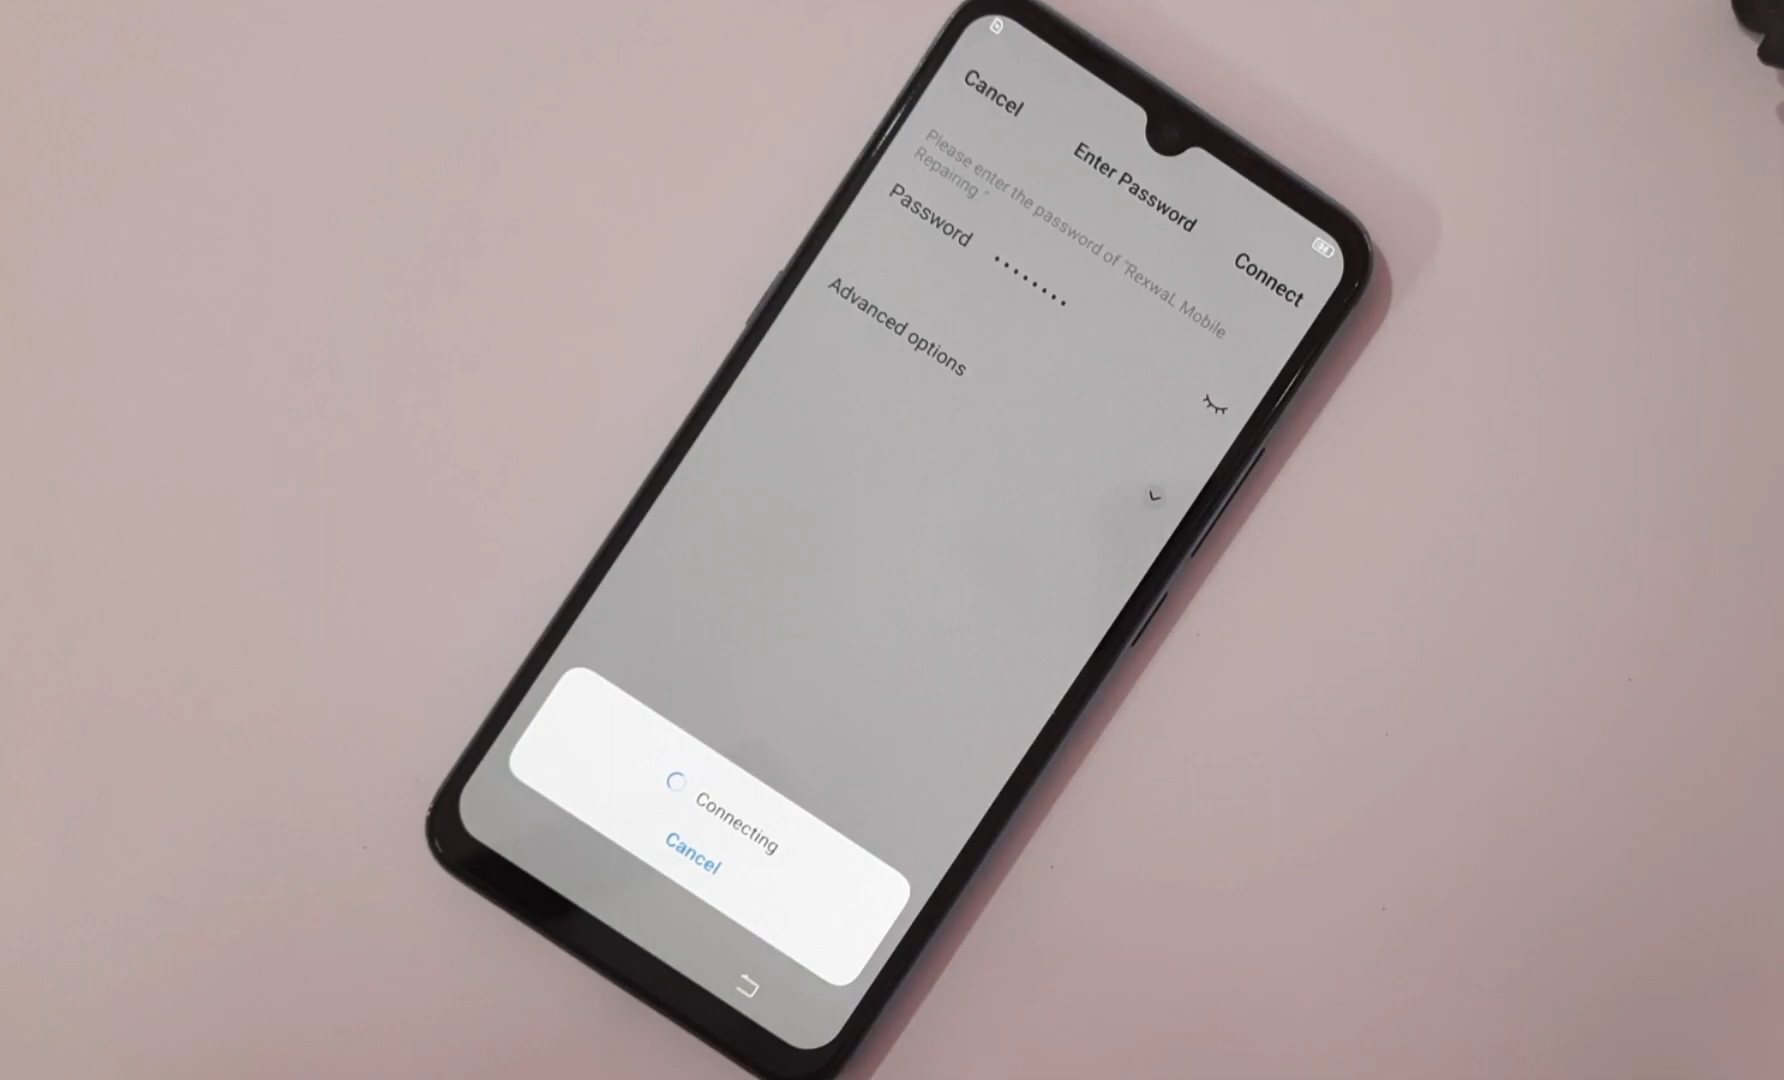 Cancel
Enter Password
Connect
Please enter the password of "RexwaL Mobile
Repairing "
Password ••••••••
Advanced options
Connecting
Cancel